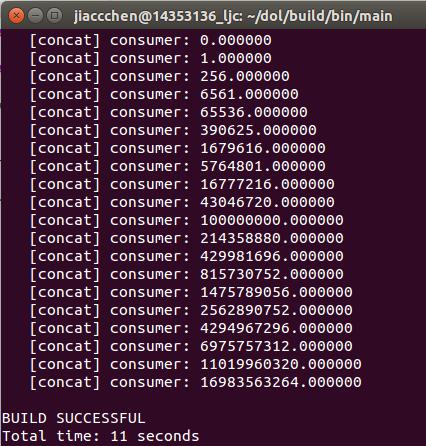 jiaccchen@14353136_ljc: ~/dol/build/bin/main
[concat] consumer: 0.000000
[concat] consumer: 1.000000
[concat] consumer: 256.000000
[concat] consumer: 6561.000000
[concat] consumer: 65536.000000
[concat] consumer: 390625.000000
[concat] consumer: 1679616.000000
[concat] consumer: 5764801.000000
[concat] consumer: 16777216.000000
[concat] consumer: 43046720.000000
[concat] consumer: 100000000.000000
[concat] consumer: 214358880.000000
[concat] consumer: 429981696.000000
[concat] consumer: 815730752.000000
[concat] consumer: 1475789056.000000
[concat] consumer: 2562890752.000000
[concat] consumer: 4294967296.000000
[concat] consumer: 6975757312.000000
[concat] consumer: 11019960320.000000
[concat] consumer: 16983563264.000000
BUILD SUCCESSFUL
Total time: 11 seconds